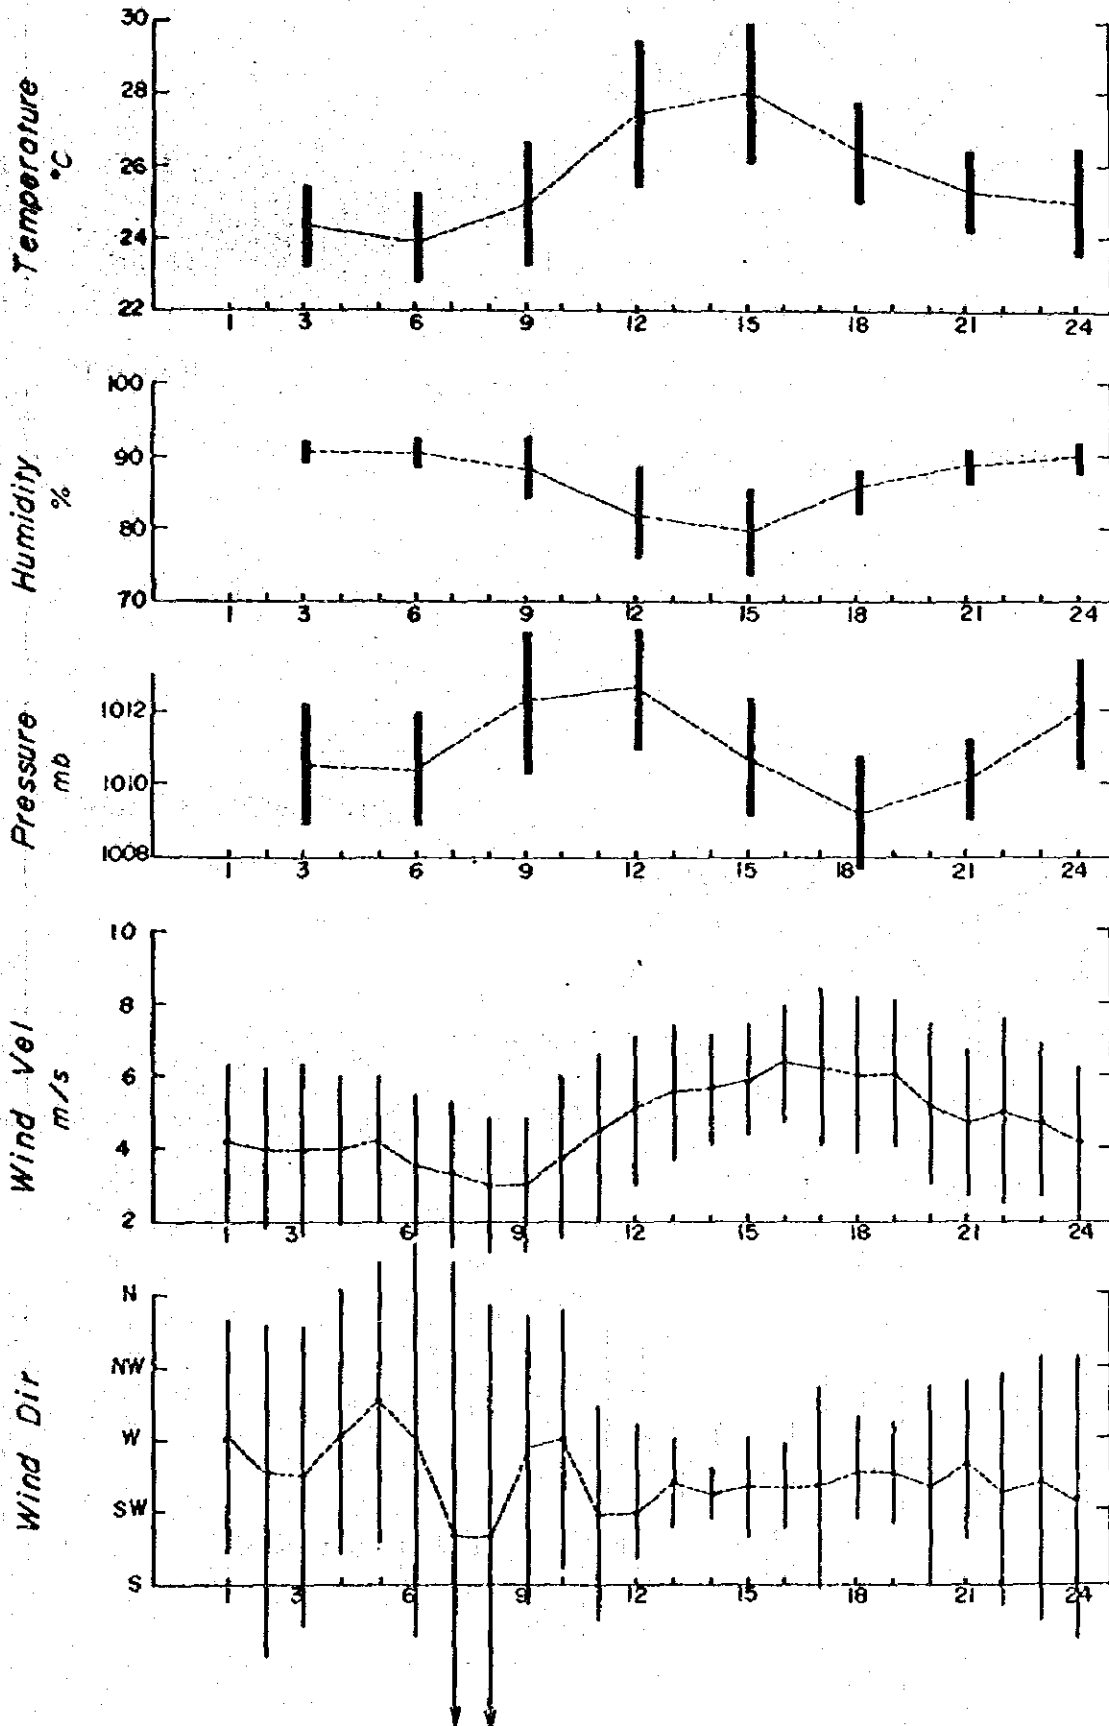 Temperature
°C
30
28
26
24
22
1 3 6 9 12 15 18 21 24
Humidity
%
100
90
80
70
1 3 6 9 12 15 18 21 24
Pressure
mb
1012
1010
1008
1 3 6 9 12 15 18 21 24
Wind Vel
m/s
10
8
6
4
2
3 6 9 12 15 18 21 24
Wind Dir
N
NW
W
SW
S
1 3 6 9 12 15 18 21 24